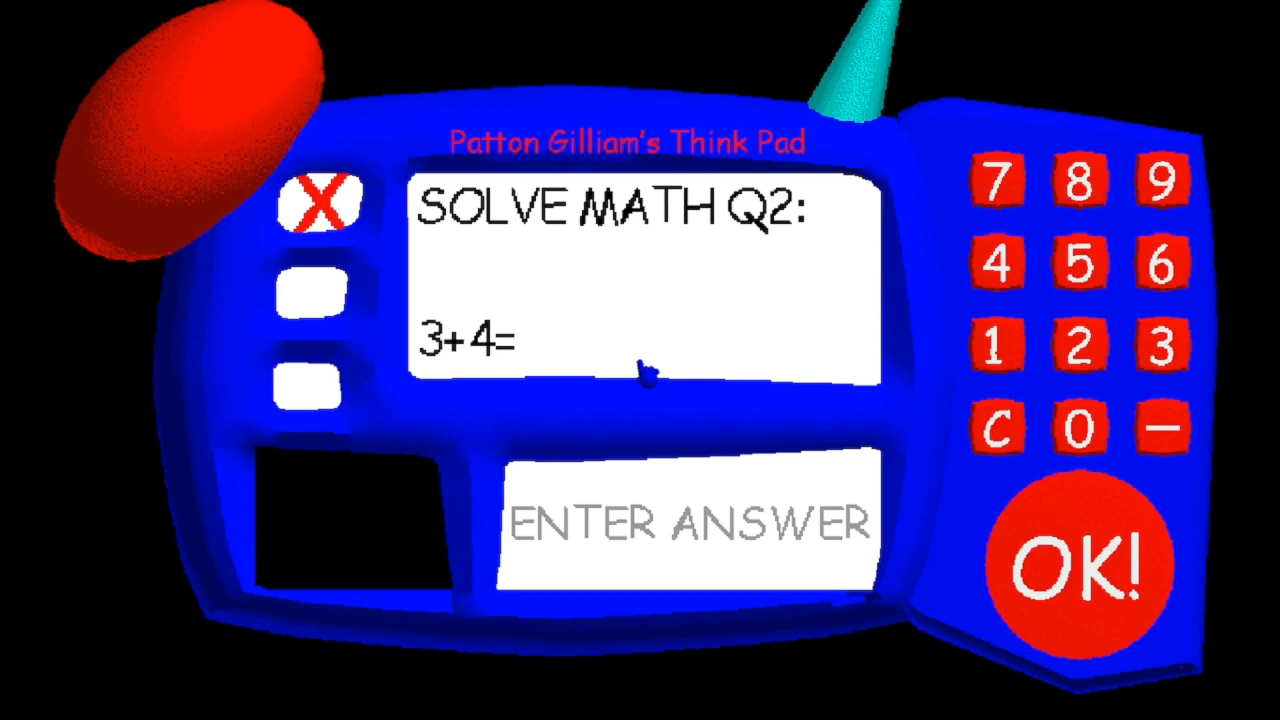 Patton Gilliam's Think Pad
X
SOLVE MATH Q2:
3+4=
ENTER ANSWER
7 8 9
4 5 6
1 2 3
C 0 −
OK!